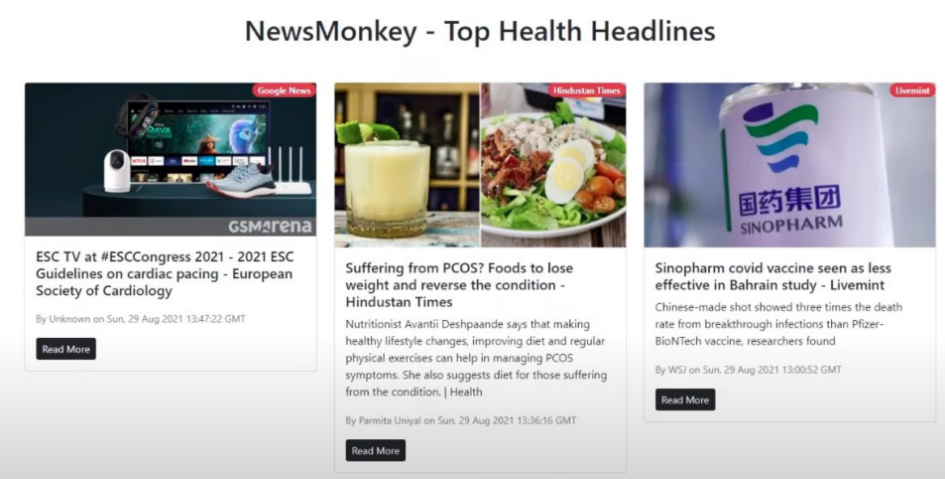 NewsMonkey - Top Health Headlines
Google News
GSMarena
ESC TV at #ESCCongress 2021 - 2021 ESC
Guidelines on cardiac pacing - European
Society of Cardiology
By Unknown on Sun, 29 Aug 2021 13:47:22 GMT
Read More
Hindustan Times
Suffering from PCOS? Foods to lose
weight and reverse the condition -
Hindustan Times
Nutritionist Avantii Deshpaande says that making
healthy lifestyle changes, improving diet and regular
physical exercises can help in managing PCOS
symptoms. She also suggests diet for those suffering
from the condition. | Health
By Parmita Uniyal on Sun, 29 Aug 2021 13:36:16 GMT
Read More
Livemint
国药集团
SINOPHARM
Sinopharm covid vaccine seen as less
effective in Bahrain study - Livemint
Chinese-made shot showed three times the death
rate from breakthrough infections than Pfizer-
BioNTech vaccine, researchers found
By WSJ on Sun, 29 Aug 2021 13:00:52 GMT
Read More